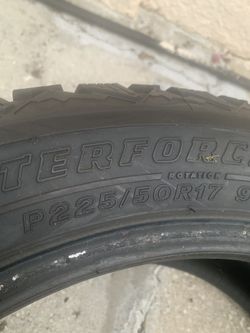 TERFORC
ROTATION
P225/50R17 9